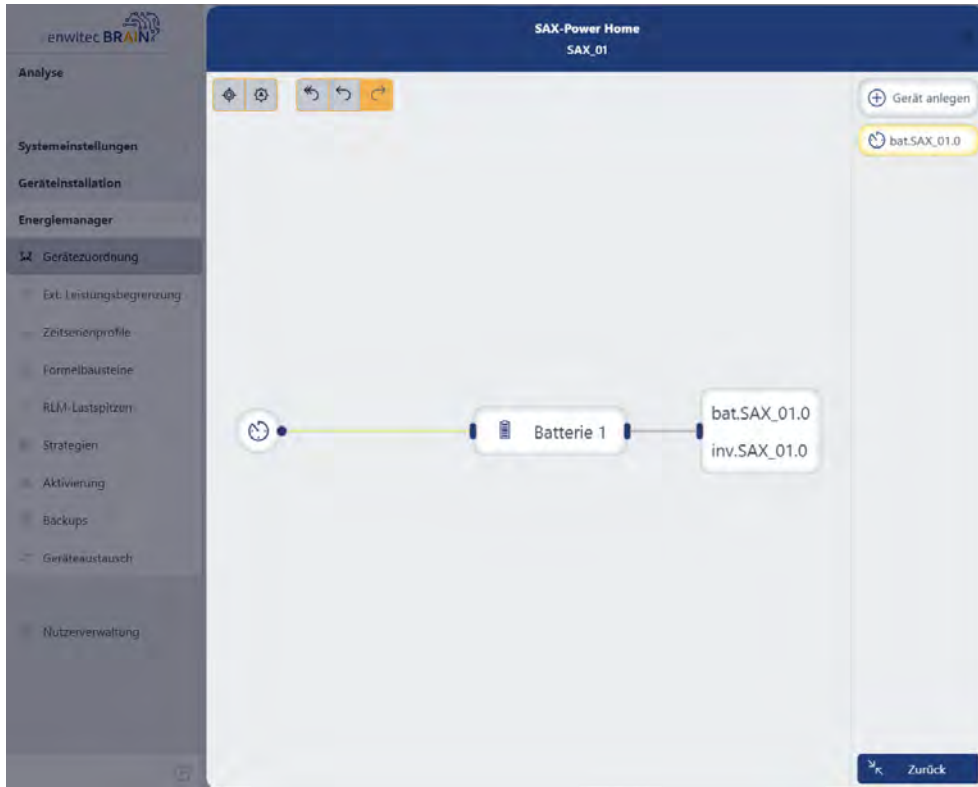 enwitec BRAIN
Analyse
Systemeinstellungen
Geräteinstallation
Energiemanager
Gerätezuordnung
Ext. Leistungsbegrenzung
Zeitserienprofile
Formelbausteine
RLM-Lastspitzen
Strategien
Aktivierung
Backups
Geräteaustausch
Nutzerverwaltung
SAX-Power Home
SAX_01
Batterie 1
bat.SAX_01.0
inv.SAX_01.0
Gerät anlegen
bat.SAX_01.0
Zurück